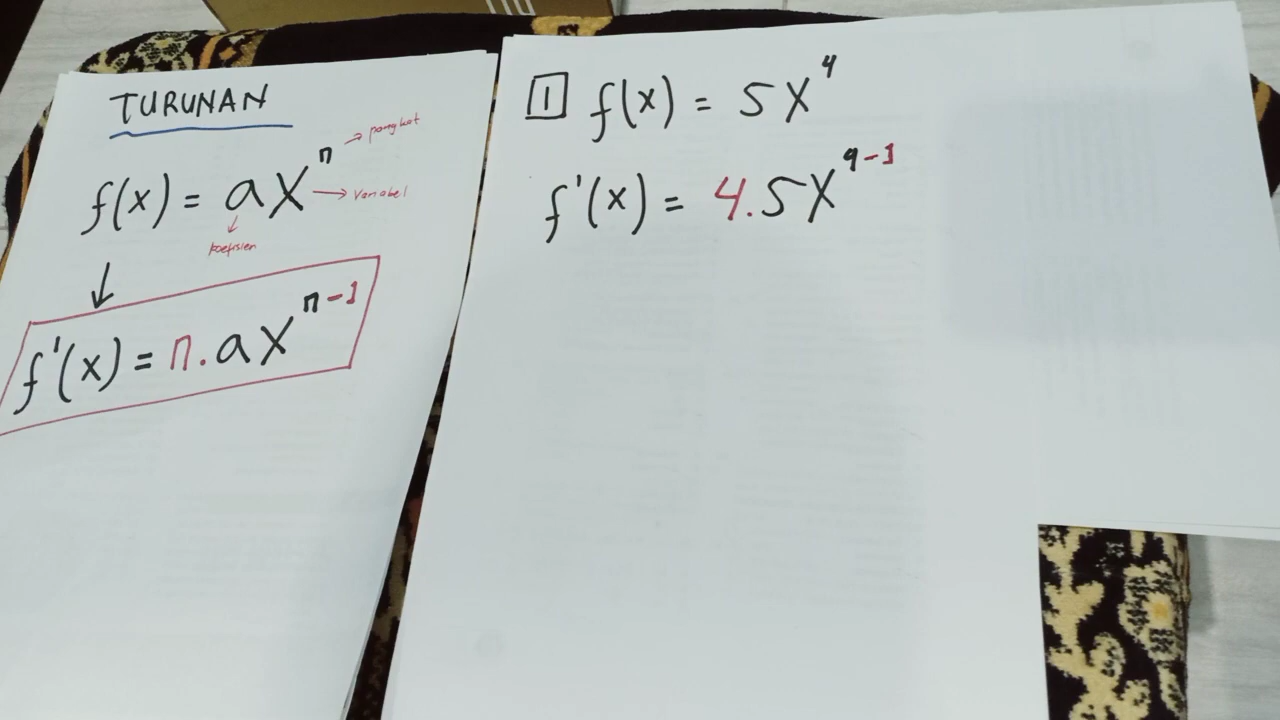 TURUNAN
f(x) = ax^n → pangkat
→ Variabel
↓
koefisien
↓
f'(x) = n.ax^n-1
1 f(x) = 5x^4
f'(x) = 4.5x^4-1